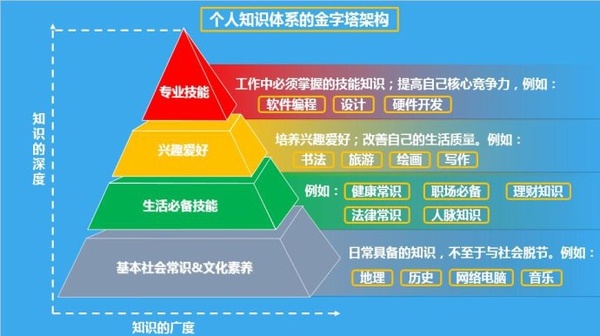 个人知识体系的金字塔架构
知识的深度
专业技能
工作中必须掌握的技能知识；提高自己核心竞争力，例如：
软件编程 设计 硬件开发
兴趣爱好
培养兴趣爱好；改善自己的生活质量。例如：
书法 旅游 绘画 写作
生活必备技能
例如： 健康常识 职场必备 理财知识
法律常识 人脉知识
基本社会常识&文化素养
日常具备的知识，不至于与社会脱节。例如：
地理 历史 网络电脑 音乐
知识的广度